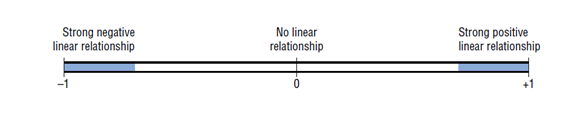 Strong negative
linear relationship
No linear
relationship
Strong positive
linear relationship
−1
0
+1